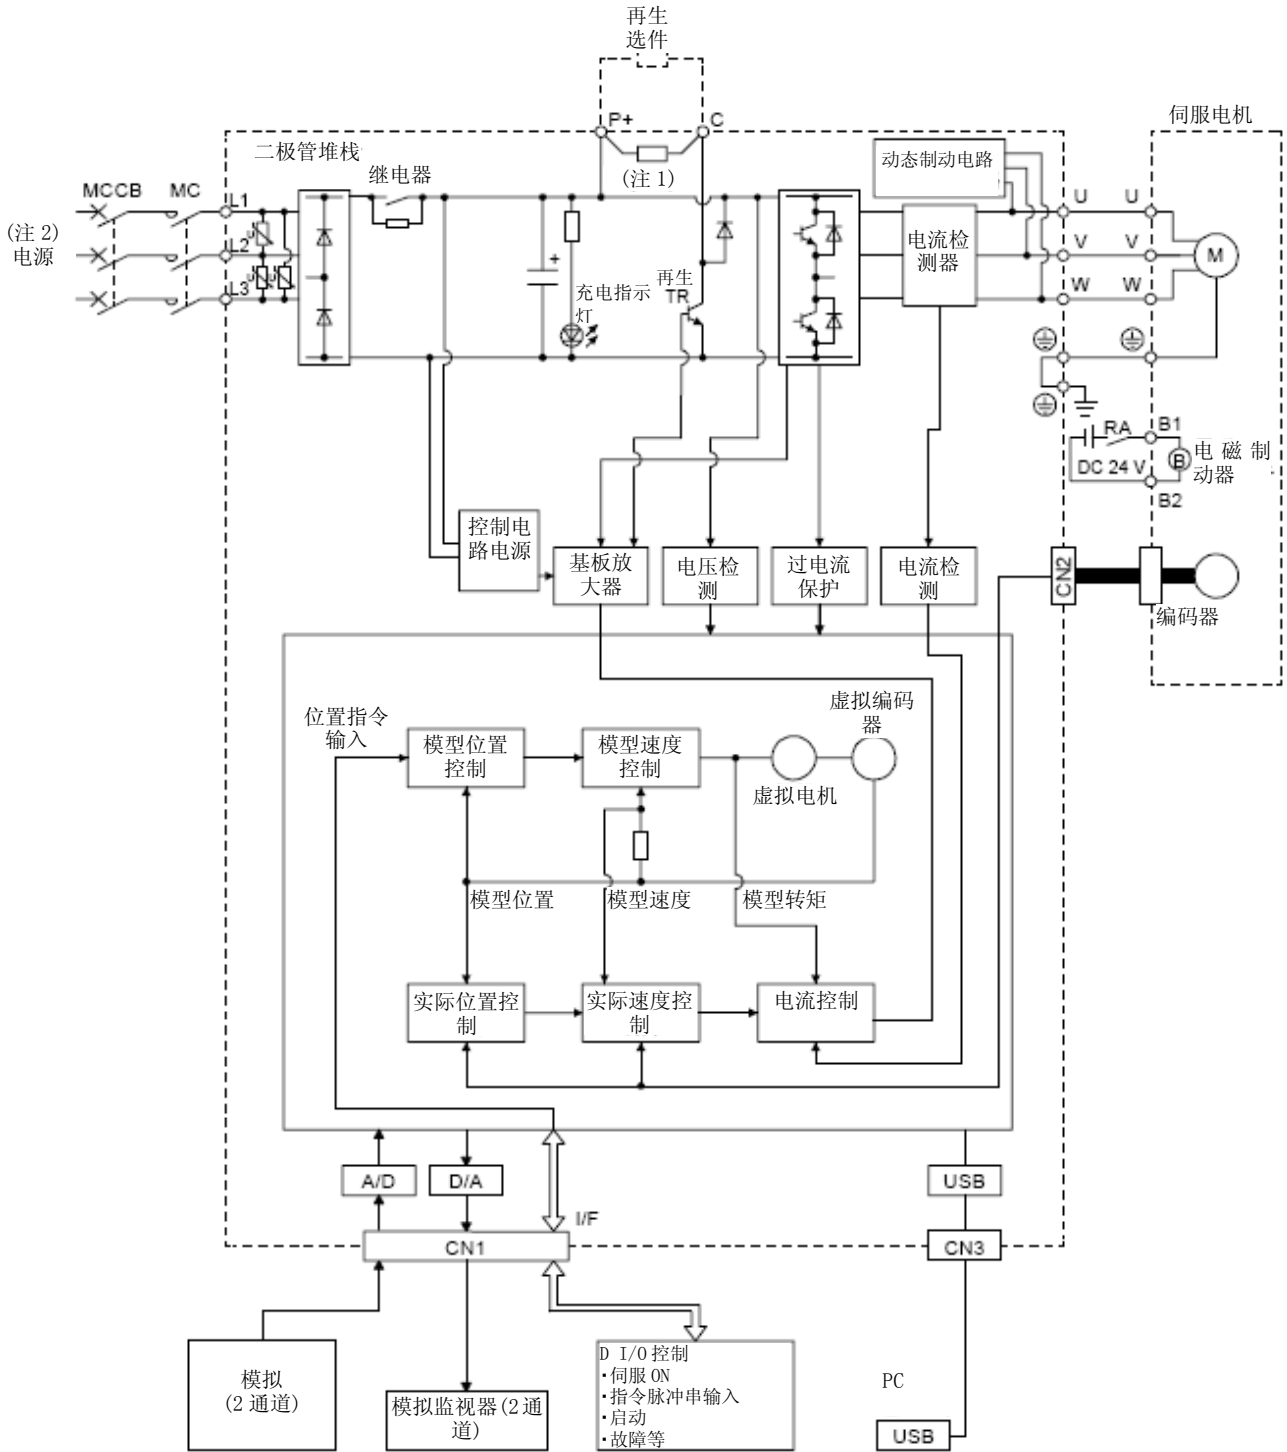 再生
选件
P+
C
伺服电机
二极管堆栈
继电器
(注 1)
动态制动电路
MCCB
MC
L1
U
U
(注 2)
电源
L2
电流检
测器
V
V
M
L3
+
充电指示
灯
再生
TR
W
W
RA
B1
DC 24 V
B
电 磁 制
动器
B2
控制电
路电源
基板放
大器
电压检
测
过电流
保护
电流检
测
CN2
编码器
位置指令
输入
模型位置
控制
模型速度
控制
虚拟编码
器
虚拟电机
模型位置
模型速度
模型转矩
实际位置控
制
实际速度控
制
电流控制
A/D
D/A
USB
I/F
CN1
CN3
模拟
(2 通道)
模拟监视器(2 通
道)
D I/O 控制
·伺服 ON
·指令脉冲串输入
·启动
·故障等
PC
USB